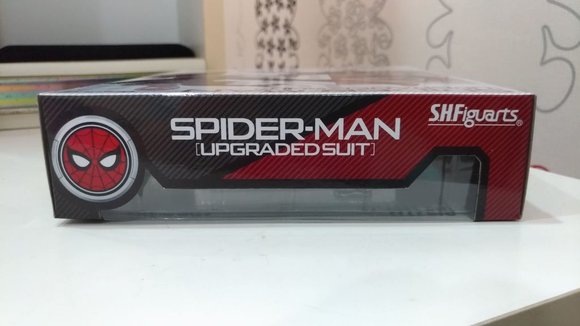 SPIDER-MAN
[UPGRADED SUIT]
S.H.Figuarts®